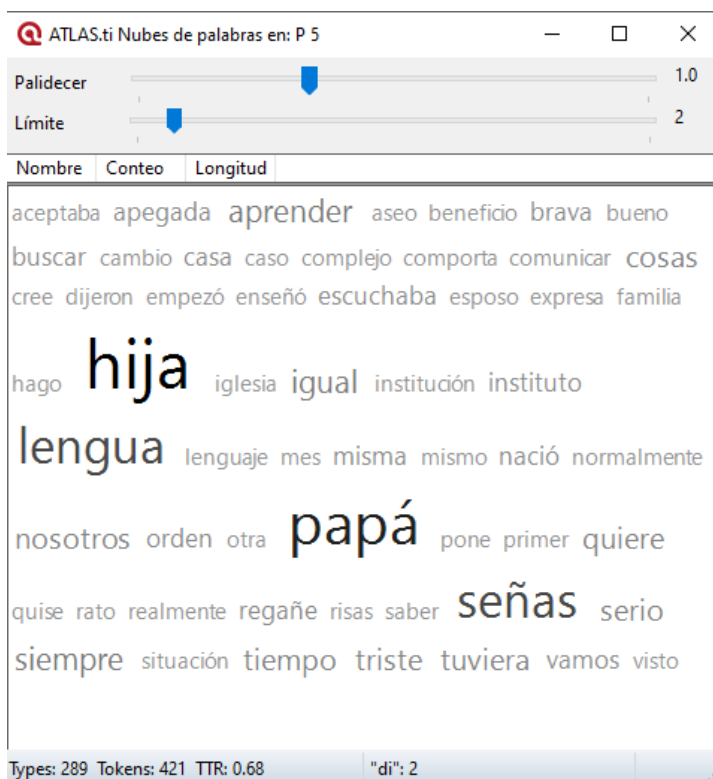 ATLAS.ti Nubes de palabras en: P 5
Palidecer 1.0
Límite 2
Nombre Conteo Longitud
aceptaba apegada aprender aseo beneficio brava bueno
buscar cambio casa caso complejo comporta comunicar cosas
cree dijeron empezó enseñó escuchaba esposo expresa familia
hago hija iglesia igual institución instituto
lengua lenguaje mes misma mismo nació normalmente
nosotros orden otra papá pone primer quiere
quise rato realmente regañe risas saber señas serio
siempre situación tiempo triste tuviera vamos visto
Types: 289 Tokens: 421 TTR: 0.68 "di": 2